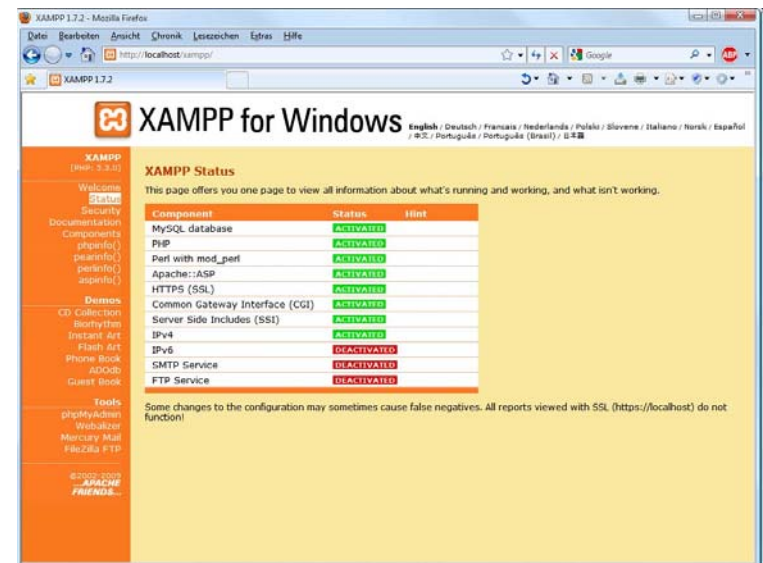 XAMPP 1.7.2 - Mozilla Firefox
Datei Bearbeiten Ansicht Chronik Lesezeichen Extras Hilfe
http://localhost/xampp/
Google
ABP
XAMPP 1.7.2
XAMPP for Windows
English / Deutsch / Francais / Nederlands / Polski / Slovene / Italiano / Norsk / Español
/ 中文 / Português / Português (Brasil) / 日本語
XAMPP
[PHP: 5.3.0]
Welcome
Status
Security
Documentation
Components
phpinfo()
pearinfo()
perlinfo()
aspinfo()
Demos
CD Collection
Biorhythm
Instant Art
Flash Art
Phone Book
ADOdb
Guest Book
Tools
phpMyAdmin
Webalizer
Mercury Mail
FileZilla FTP
©2002-2009
...APACHE
FRIENDS...
XAMPP Status
This page offers you one page to view all information about what's running and working, and what isn't working.
Component Status Hint
MySQL database ACTIVATED
PHP ACTIVATED
Perl with mod_perl ACTIVATED
Apache::ASP ACTIVATED
HTTPS (SSL) ACTIVATED
Common Gateway Interface (CGI) ACTIVATED
Server Side Includes (SSI) ACTIVATED
IPv4 ACTIVATED
IPv6 DEACTIVATED
SMTP Service DEACTIVATED
FTP Service DEACTIVATED
Some changes to the configuration may sometimes cause false negatives. All reports viewed with SSL (https://localhost) do not
function!